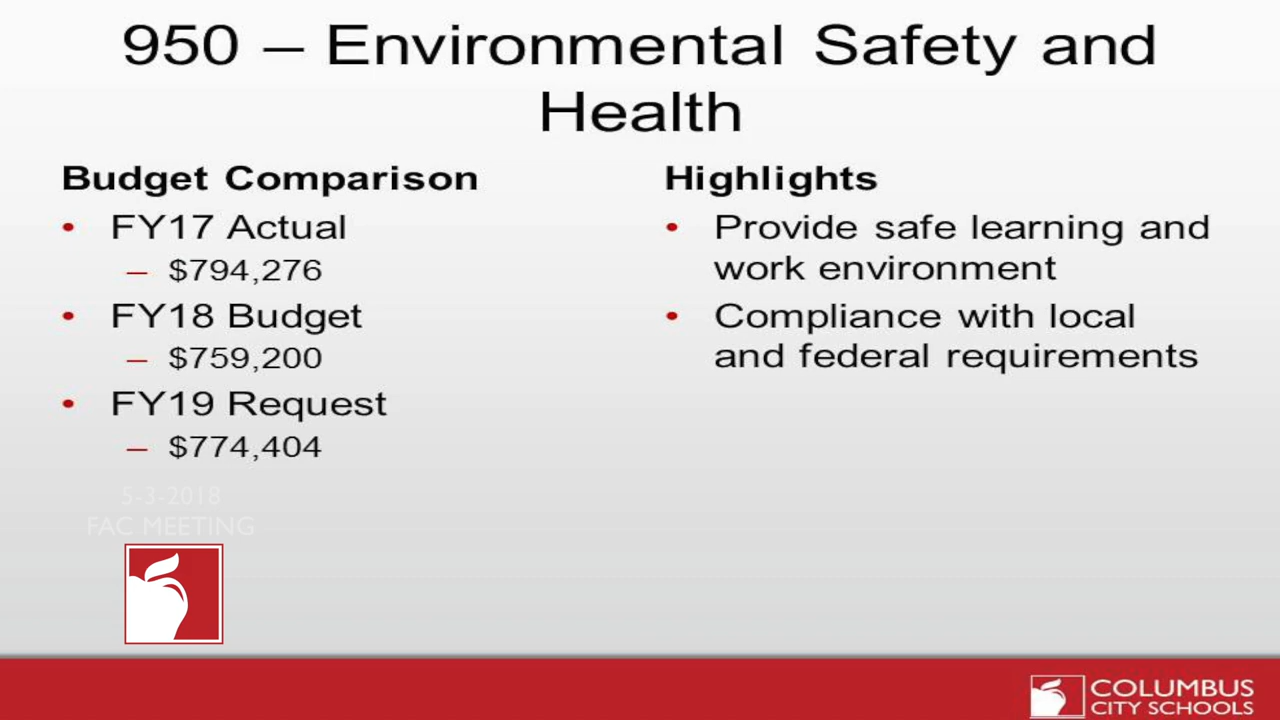 950 – Environmental Safety and
Health
Budget Comparison
• FY17 Actual
– $794,276
• FY18 Budget
– $759,200
• FY19 Request
– $774,404
Highlights
• Provide safe learning and
work environment
• Compliance with local
and federal requirements
5-3-2018
FAC MEETING
COLUMBUS
CITY SCHOOLS